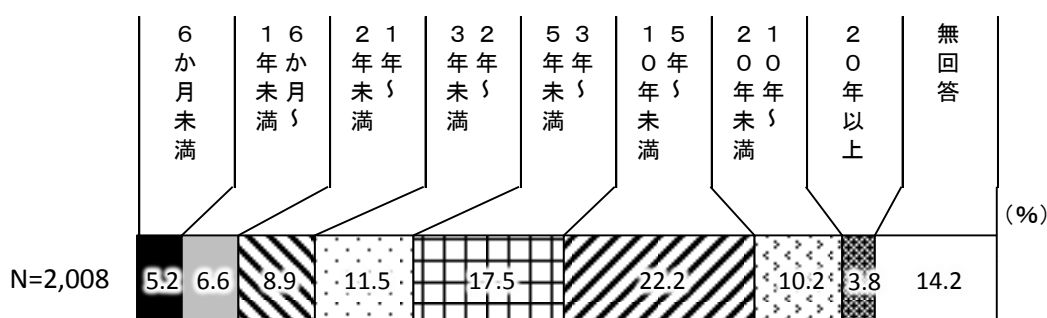 6か月未満
6か月～
1年未満
1年～
2年未満
2年～
3年未満
3年～
5年未満
5年～
10年未満
10年～
20年未満
20年以上
無回答
（%）
N=2,008
5.2
6.6
8.9
11.5
17.5
22.2
10.2
3.8
14.2